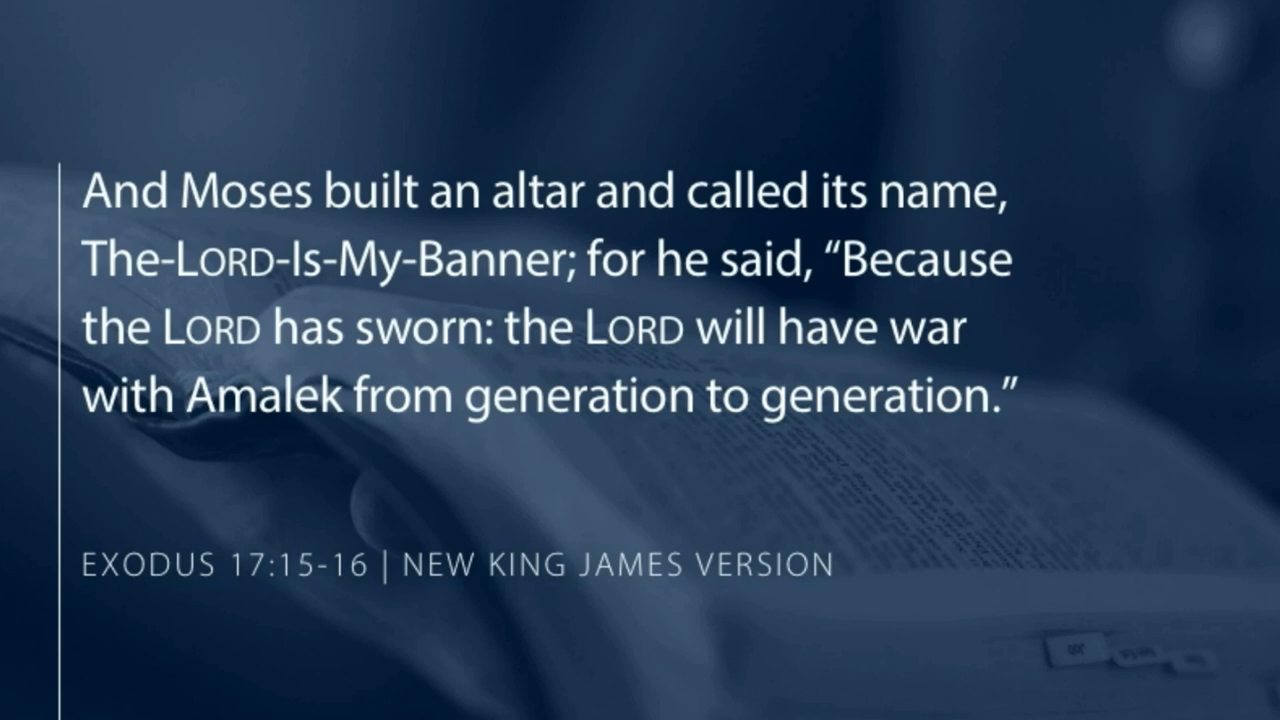 And Moses built an altar and called its name,
The-LORD-Is-My-Banner; for he said, “Because
the LORD has sworn: the LORD will have war
with Amalek from generation to generation.”
EXODUS 17:15-16 | NEW KING JAMES VERSION